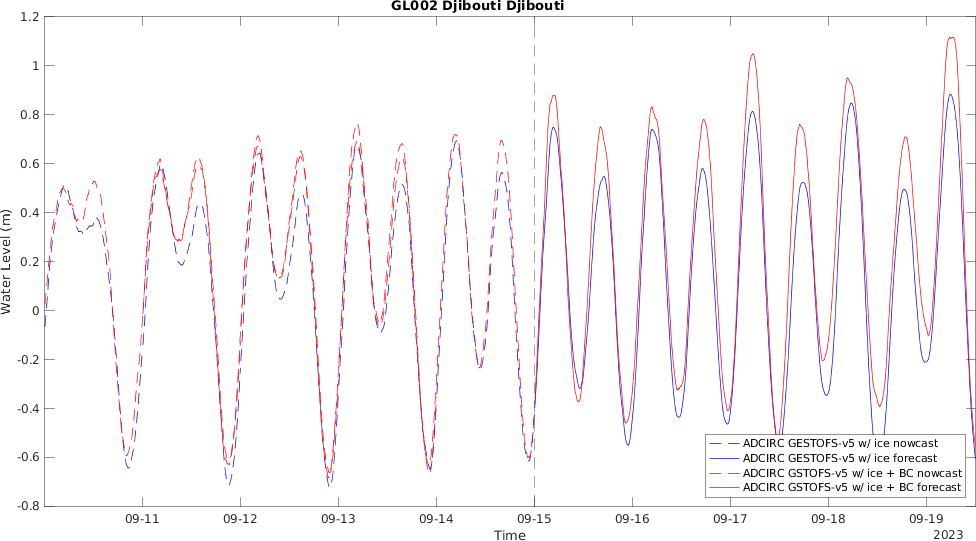 GL002 Djibouti Djibouti
1.2
1
0.8
0.6
0.4
0.2
0
-0.2
-0.4
-0.6
-0.8
Water Level (m)
09-11 09-12 09-13 09-14 09-15 09-16 09-17 09-18 09-19
Time
2023
ADCIRC GESTOFS-v5 w/ ice nowcast
ADCIRC GESTOFS-v5 w/ ice forecast
ADCIRC GSTOFS-v5 w/ ice + BC nowcast
ADCIRC GSTOFS-v5 w/ ice + BC forecast